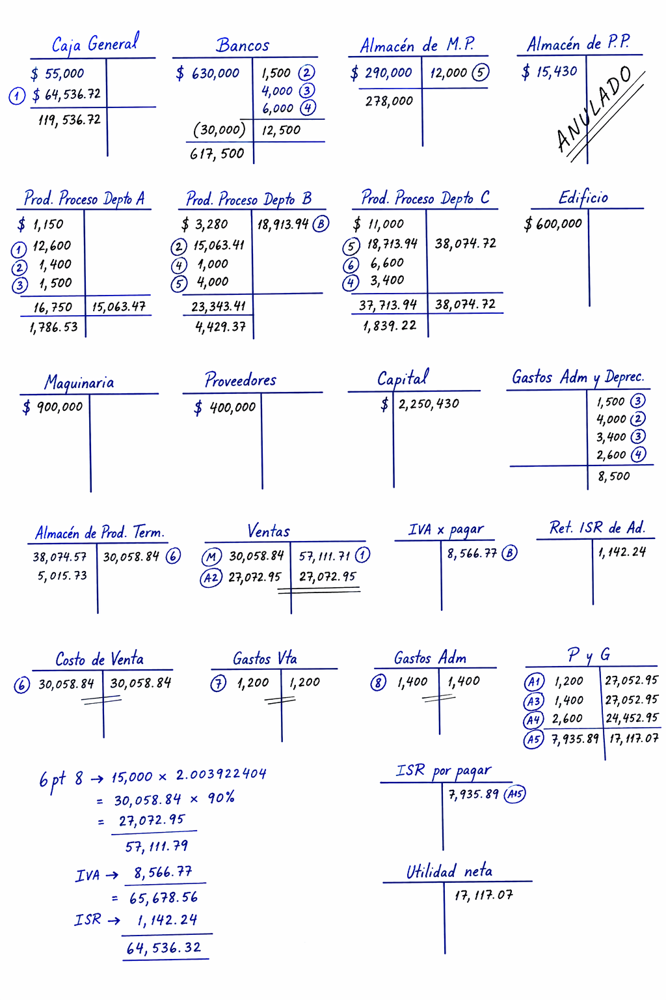 Caja General
$ 55,000
① $ 64,536.72
119,536.72
Bancos
$ 630,000 1,500 ②
4,000 ③
6,000 ④
(30,000) 12,500
617,500
Almacén de M.P.
$ 290,000 12,000 ⑤
278,000
Almacén de P.P.
$ 15,430
ANULADO
Prod. Proceso Depto A
$ 1,150
① 12,600
② 1,400
③ 1,500
16,750 15,063.47
1,786.53
Prod. Proceso Depto B
$ 3,280 18,913.94 Ⓑ
② 15,063.41
④ 1,000
⑤ 4,000
23,343.41
4,429.37
Prod. Proceso Depto C
$ 11,000
⑤ 18,713.94 38,074.72
⑥ 6,600
④ 3,400
37,713.94 38,074.72
1,839.22
Edificio
$ 600,000
Maquinaria
$ 900,000
Proveedores
$ 400,000
Capital
$ 2,250,430
Gastos Adm y Deprec.
1,500 ③
4,000 ②
3,400 ③
2,600 ④
8,500
Almacén de Prod. Term.
38,074.57 30,058.84 ⑥
5,015.73
Ventas
Ⓜ 30,058.84 57,111.71 ①
A2 27,072.95 27,072.95
IVA x pagar
8,566.77 Ⓑ
Ret. ISR de Ad.
1,142.24
Costo de Venta
⑥ 30,058.84 30,058.84
Gastos Vta
⑦ 1,200 1,200
Gastos Adm
⑧ 1,400 1,400
P y G
A1 1,200 27,052.95
A3 1,400 27,052.95
A4 2,600 24,452.95
A5 7,935.89 17,117.07
6 pt 8 → 15,000 x 2.003922404
= 30,058.84 x 90%
= 27,072.95
57,111.79
IVA → 8,566.77
= 65,678.56
ISR → 1,142.24
64,536.32
ISR por pagar
7,935.89
Utilidad neta
17,117.07